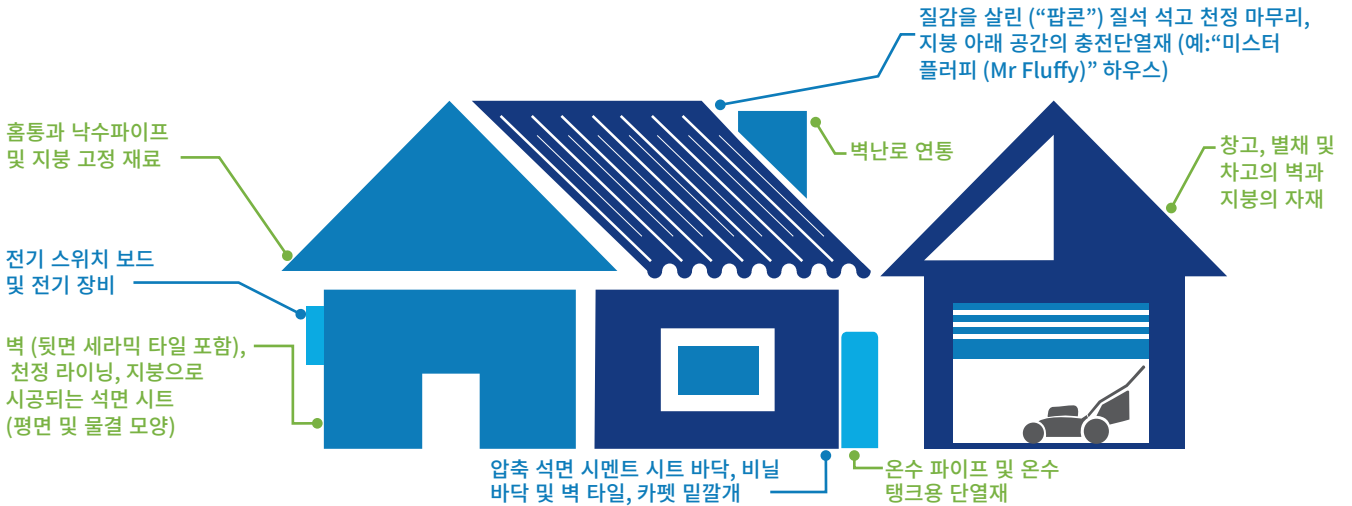 질감을 살린 (“팝콘”) 질석 석고 천정 마무리,
지붕 아래 공간의 충전단열재 (예:“미스터
플러피 (Mr Fluffy)” 하우스)
홈통과 낙수파이프
및 지붕 고정 재료
벽난로 연통
창고, 별채 및
차고의 벽과
지붕의 자재
전기 스위치 보드
및 전기 장비
벽 (뒷면 세라믹 타일 포함),
천정 라이닝, 지붕으로
시공되는 석면 시트
(평면 및 물결 모양)
압축 석면 시멘트 시트 바닥, 비닐
바닥 및 벽 타일, 카펫 밑깔개
온수 파이프 및 온수
탱크용 단열재